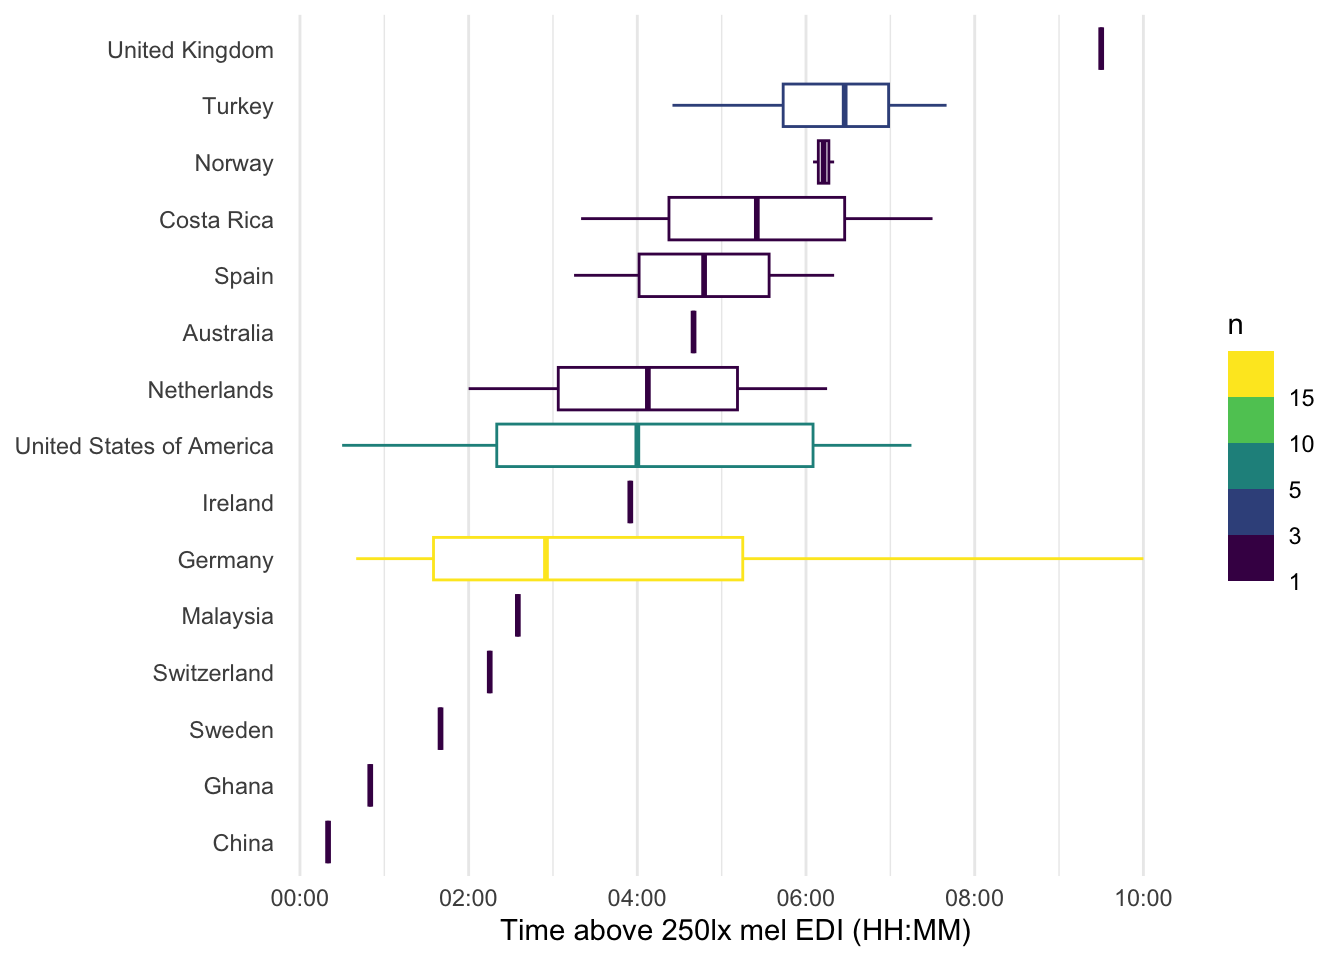 United Kingdom
Turkey
Norway
Costa Rica
Spain
Australia
Netherlands
United States of America
Ireland
Germany
Malaysia
Switzerland
Sweden
Ghana
China
00:00 02:00 04:00 06:00 08:00 10:00
Time above 250lx mel EDI (HH:MM)
n
15
10
5
3
1